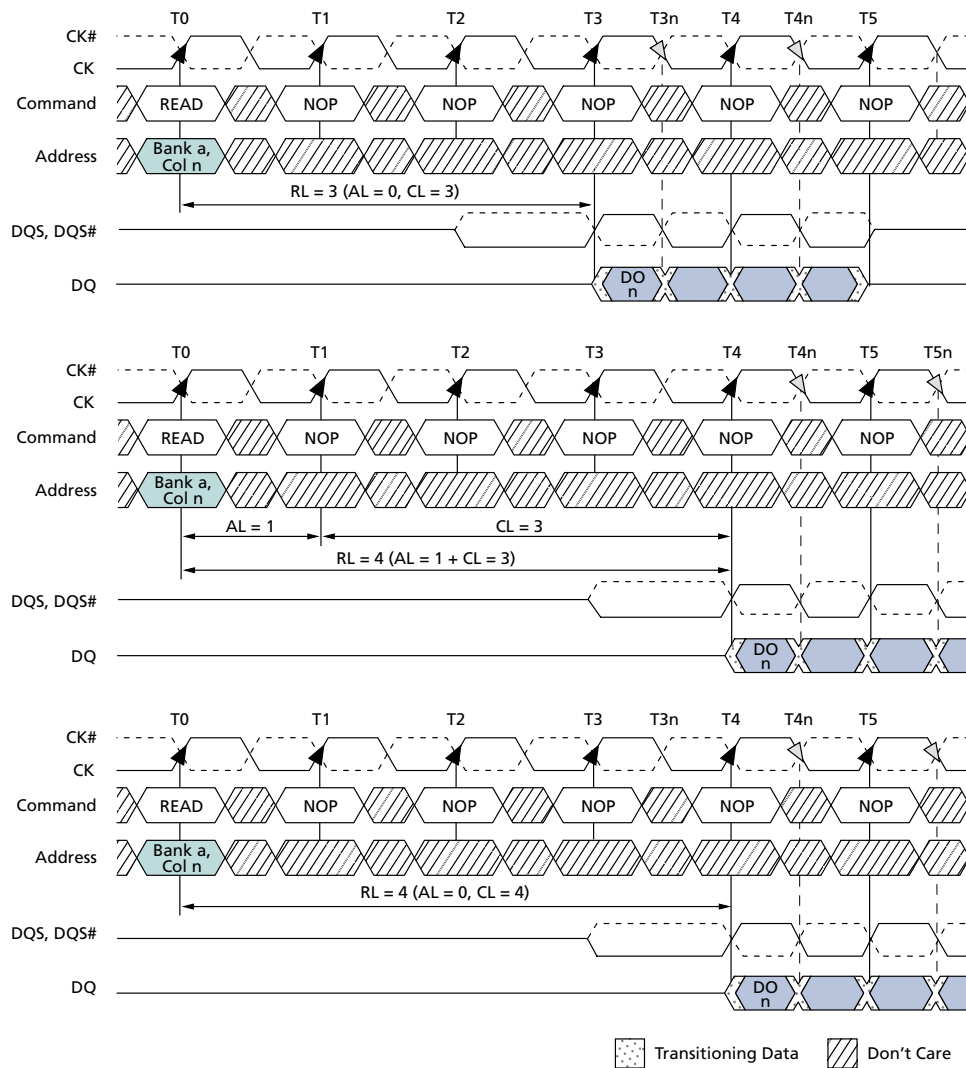 T0 T1 T2 T3 T3n T4 T4n T5
CK#
CK
Command READ NOP NOP NOP NOP NOP
Address Bank a,
Col n
RL = 3 (AL = 0, CL = 3)
DQS, DQS#
DQ DO
n
T0 T1 T2 T3 T4 T4n T5 T5n
CK#
CK
Command READ NOP NOP NOP NOP NOP
Address Bank a,
Col n
AL = 1 CL = 3
RL = 4 (AL = 1 + CL = 3)
DQS, DQS#
DQ DO
n
T0 T1 T2 T3 T3n T4 T4n T5
CK#
CK
Command READ NOP NOP NOP NOP NOP
Address Bank a,
Col n
RL = 4 (AL = 0, CL = 4)
DQS, DQS#
DQ DO
n
Transitioning Data Don't Care